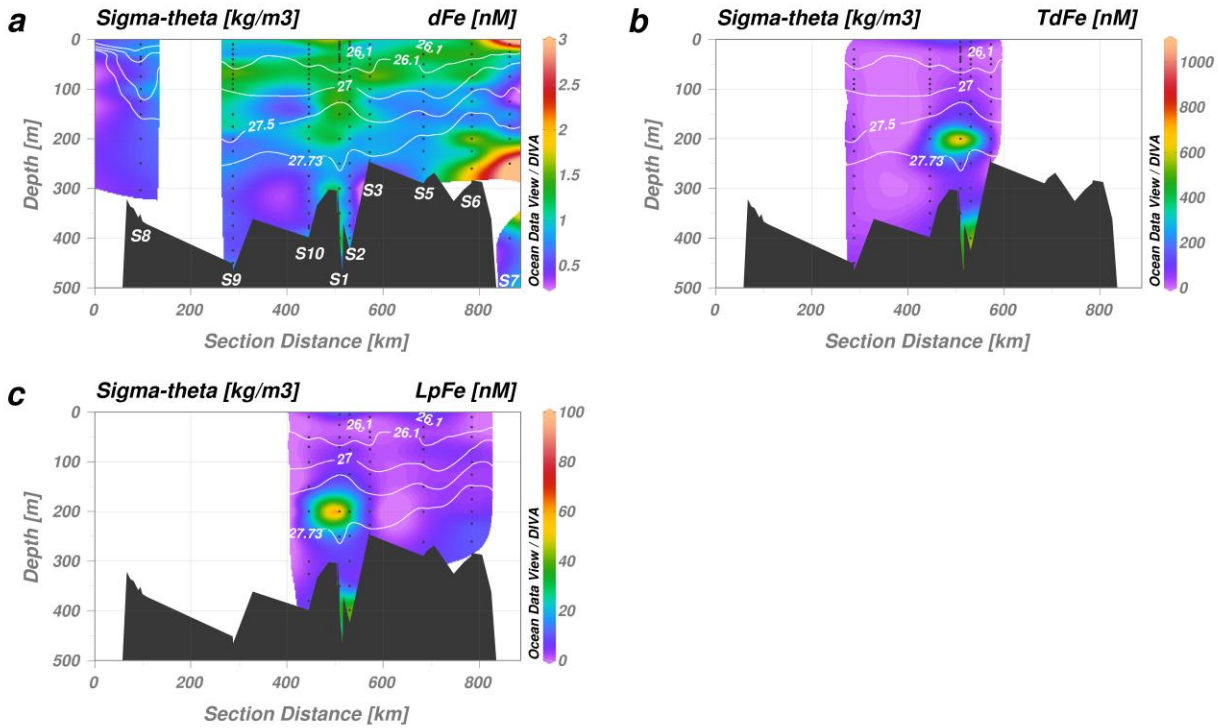 a Sigma-theta [kg/m3] dFe [nM]
0
100
200
300
400
500
Depth [m]
26.1
26.1
27
27.5
27.73
S8
S9
S10
S1
S2
S3
S5
S6
S7
0 200 400 600 800
Section Distance [km]
3
2.5
2
1.5
1
0.5
Ocean Data View / DIVA
b Sigma-theta [kg/m3] TdFe [nM]
0
100
200
300
400
500
Depth [m]
26.1
27
27.5
27.73
0 200 400 600 800
Section Distance [km]
1000
800
600
400
200
0
Ocean Data View / DIVA
c Sigma-theta [kg/m3] LpFe [nM]
0
100
200
300
400
500
Depth [m]
26.1
26.1
26.1
27
27.73
0 200 400 600 800
Section Distance [km]
100
80
60
40
20
0
Ocean Data View / DIVA